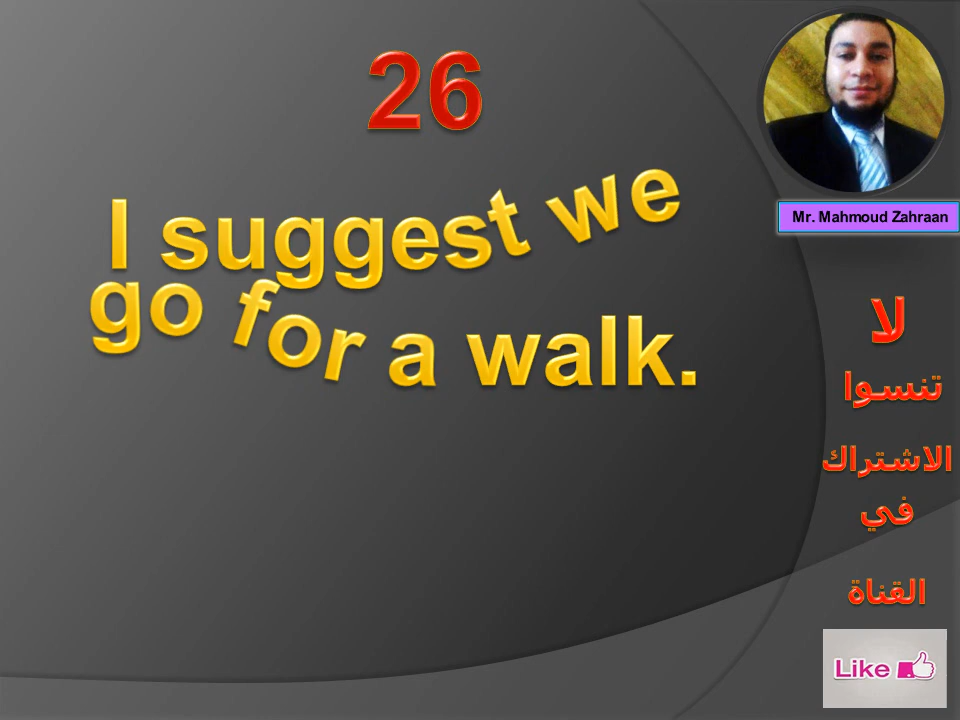 26
I suggest we
go for a walk.
Mr. Mahmoud Zahraan
لا
تنسوا
الاشتراك
في
القناة
Like